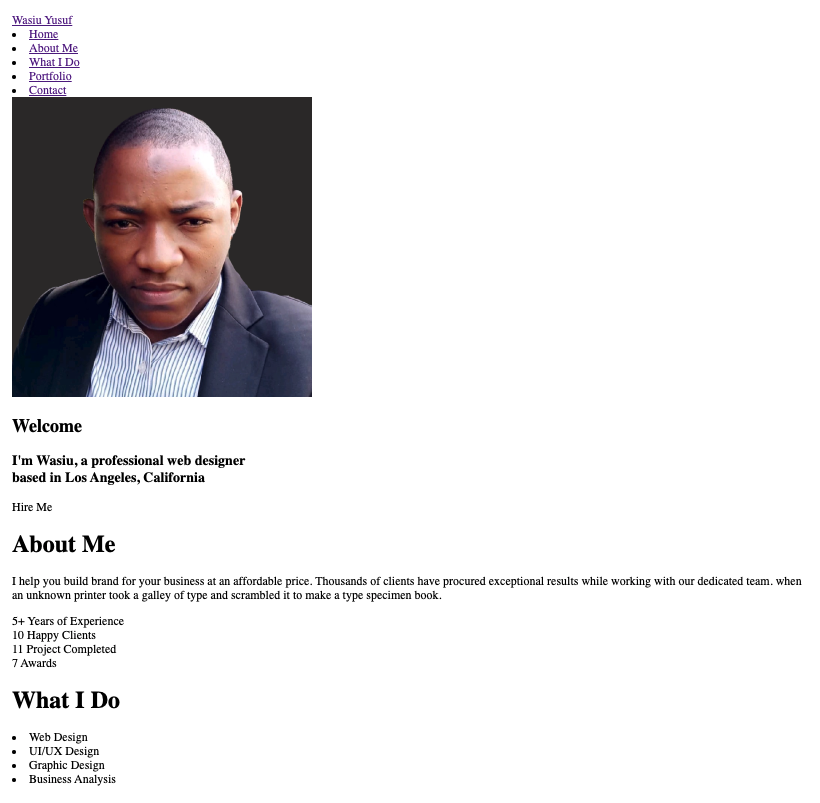 Wasiu Yusuf
Home
About Me
What I Do
Portfolio
Contact
Welcome
I'm Wasiu, a professional web designer
based in Los Angeles, California
Hire Me
About Me
I help you build brand for your business at an affordable price. Thousands of clients have procured exceptional results while working with our dedicated team. when
an unknown printer took a galley of type and scrambled it to make a type specimen book.
5+ Years of Experience
10 Happy Clients
11 Project Completed
7 Awards
What I Do
Web Design
UI/UX Design
Graphic Design
Business Analysis